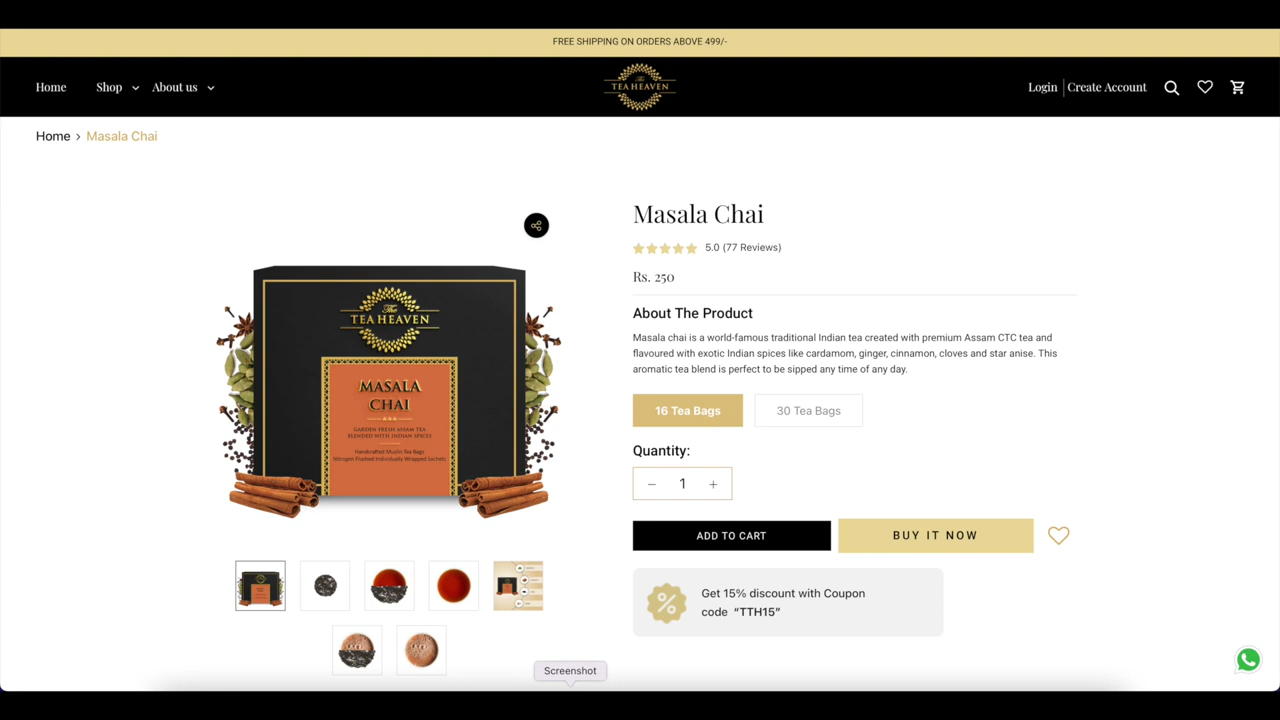 FREE SHIPPING ON ORDERS ABOVE 499/-
Home
Shop
About us
The
TEA HEAVEN
Login
Create Account
Home > Masala Chai
Masala Chai
5.0 (77 Reviews)
Rs. 250
About The Product
Masala chai is a world-famous traditional Indian tea created with premium Assam CTC tea and
flavoured with exotic Indian spices like cardamom, ginger, cinnamon, cloves and star anise. This
aromatic tea blend is perfect to be sipped any time of any day.
16 Tea Bags
30 Tea Bags
Quantity:
− 1 +
ADD TO CART
BUY IT NOW
Get 15% discount with Coupon
code “TTH15”
The
TEA HEAVEN
MASALA
CHAI
GARDEN FRESH ASSAM TEA
BLENDED WITH INDIAN SPICES
Handcrafted Muslin Tea Bags
Nitrogen Flushed Individually Wrapped Sachets
Screenshot